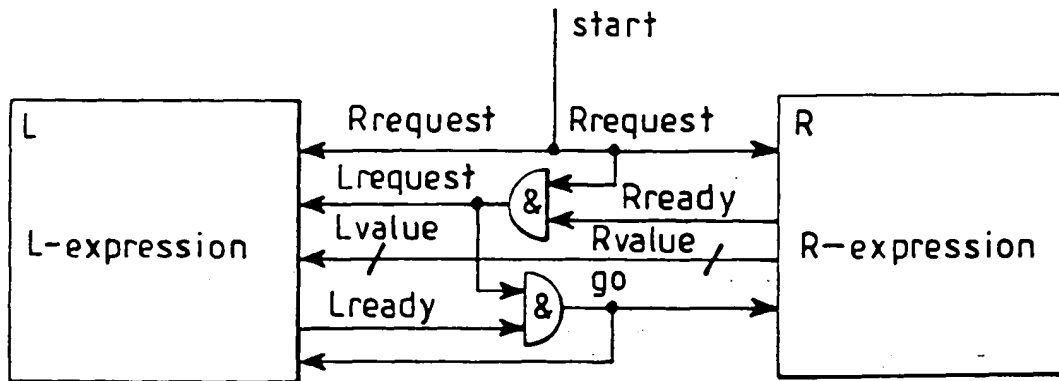 start
L
Rrequest
Rrequest
R
Lrequest
&
Rready
L-expression
Lvalue
Rvalue
R-expression
go
Lready
&